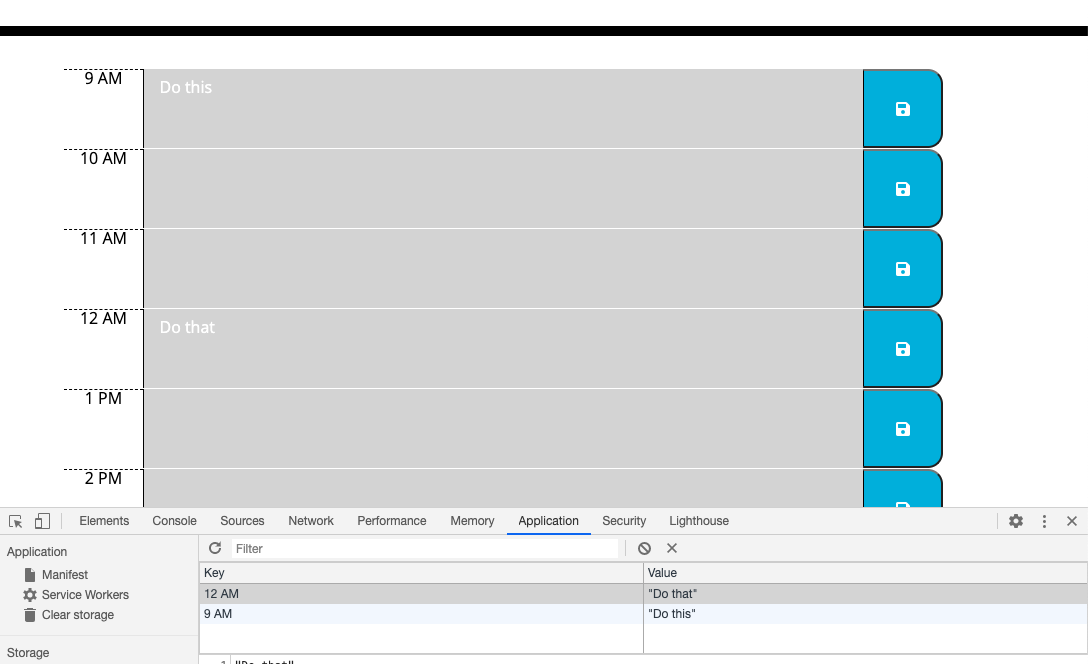 9 AM Do this
10 AM
11 AM
12 AM Do that
1 PM
2 PM
Elements Console Sources Network Performance Memory Application Security Lighthouse
Application
Manifest
Service Workers
Clear storage
Storage
Filter
Key Value
12 AM "Do that"
9 AM "Do this"
1 "Do that"